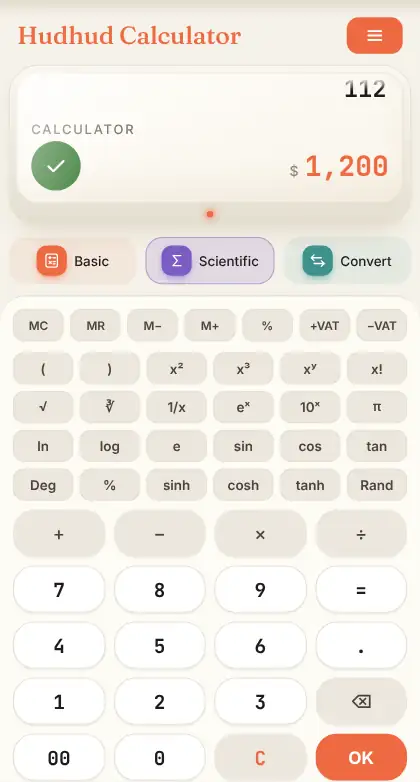 Hudhud Calculator
112
CALCULATOR
$ 1,200
Basic Scientific Convert
MC MR M− M+ % +VAT −VAT
( ) x² x³ xʸ x!
√ ∛ 1/x eˣ 10ˣ π
ln log e sin cos tan
Deg % sinh cosh tanh Rand
+ − × ÷
7 8 9 =
4 5 6 .
1 2 3
00 0 C OK